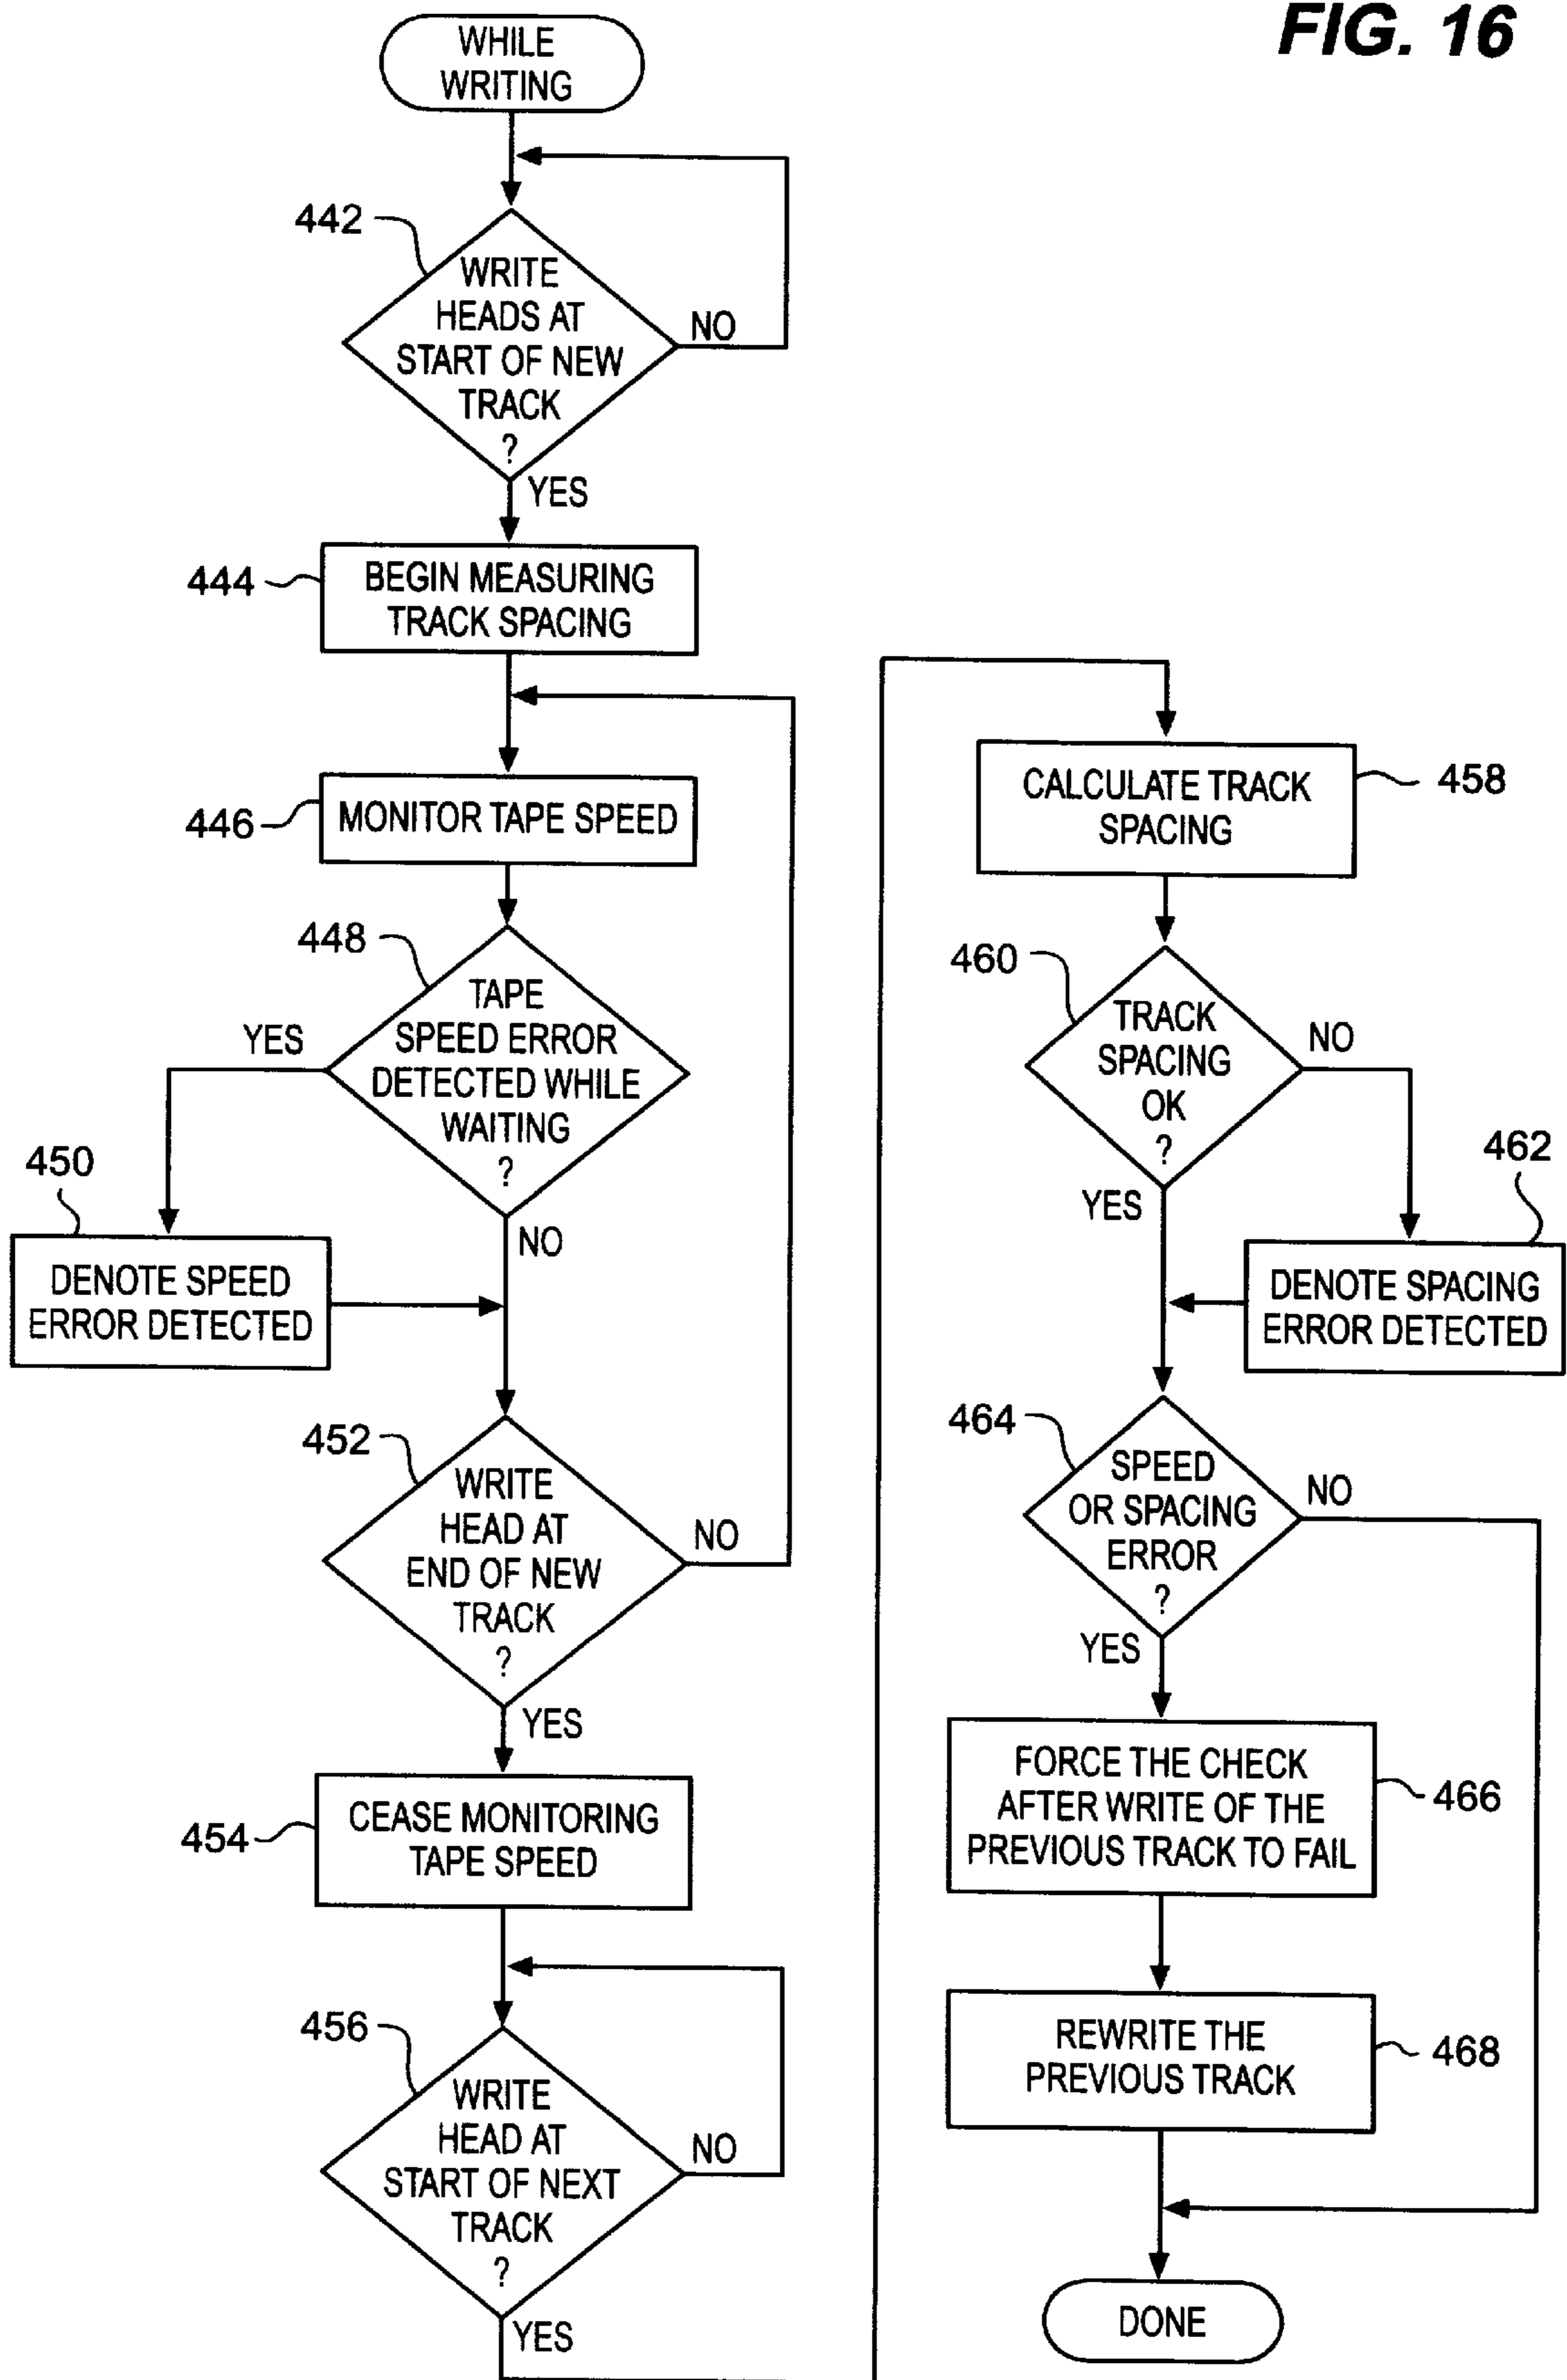 FIG. 16
WHILE
WRITING
442
WRITE
HEADS AT
START OF NEW
TRACK
?
NO
YES
444
BEGIN MEASURING
TRACK SPACING
446
MONITOR TAPE SPEED
448
TAPE
SPEED ERROR
DETECTED WHILE
WAITING
?
YES
NO
450
DENOTE SPEED
ERROR DETECTED
452
WRITE
HEAD AT
END OF NEW
TRACK
?
NO
YES
454
CEASE MONITORING
TAPE SPEED
456
WRITE
HEAD AT
START OF NEXT
TRACK
?
NO
YES
CALCULATE TRACK
SPACING
458
460
TRACK
SPACING
OK
?
NO
YES
462
DENOTE SPACING
ERROR DETECTED
464
SPEED
OR SPACING
ERROR
?
NO
YES
FORCE THE CHECK
AFTER WRITE OF THE
PREVIOUS TRACK TO FAIL
466
REWRITE THE
PREVIOUS TRACK
468
DONE